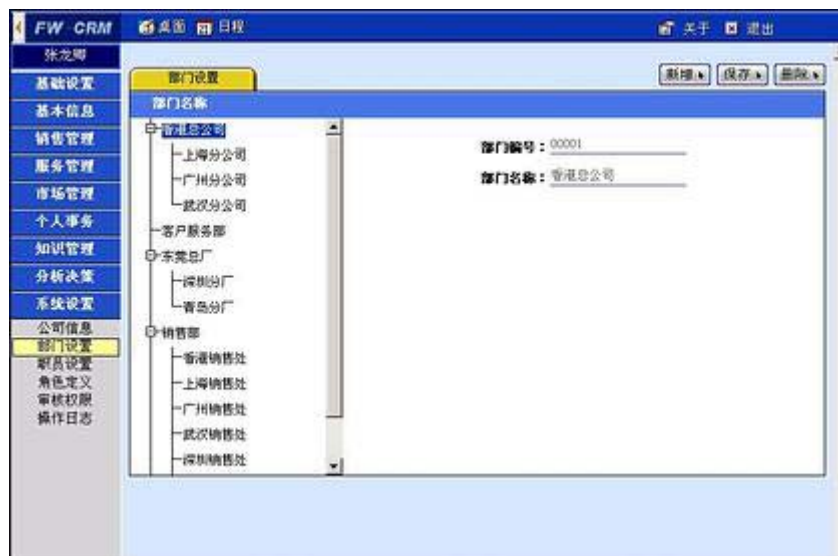 FW CRM 桌面 日程 关于 退出
张龙卿
基础设置
基本信息
销售管理
服务管理
市场管理
个人事务
知识管理
分析决策
系统设置
公司信息
部门设置
职员设置
角色定义
审核权限
操作日志
部门设置
新增 保存 删除
部门名称
香港总公司
上海分公司
广州分公司
武汉分公司
客户服务部
东莞总厂
深圳分厂
青岛分厂
销售部
香港销售处
上海销售处
广州销售处
武汉销售处
深圳销售处
部门编号：00001
部门名称：香港总公司